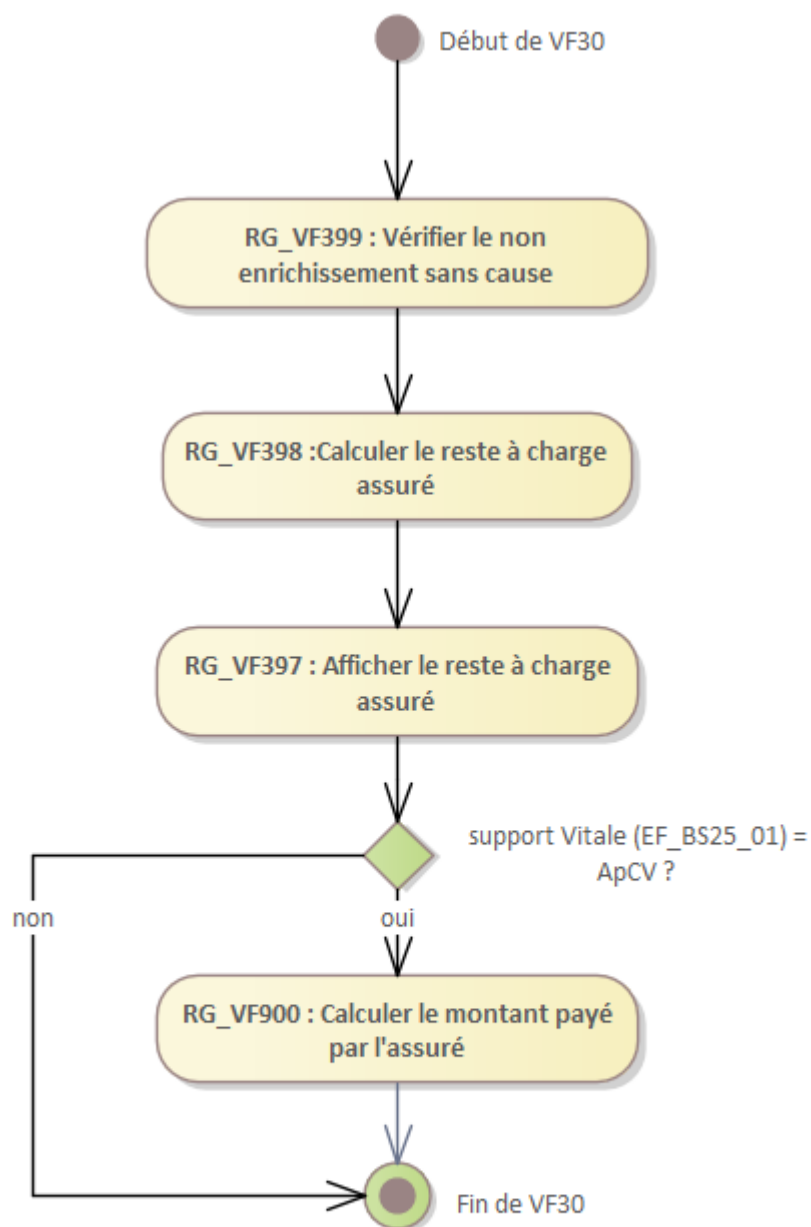 Début de VF30
RG_VF399 : Vérifier le non
enrichissement sans cause
RG_VF398 :Calculer le reste à charge
assuré
RG_VF397 : Afficher le reste à charge
assuré
support Vitale (EF_BS25_01) =
ApCV ?
non
oui
RG_VF900 : Calculer le montant payé
par l'assuré
Fin de VF30